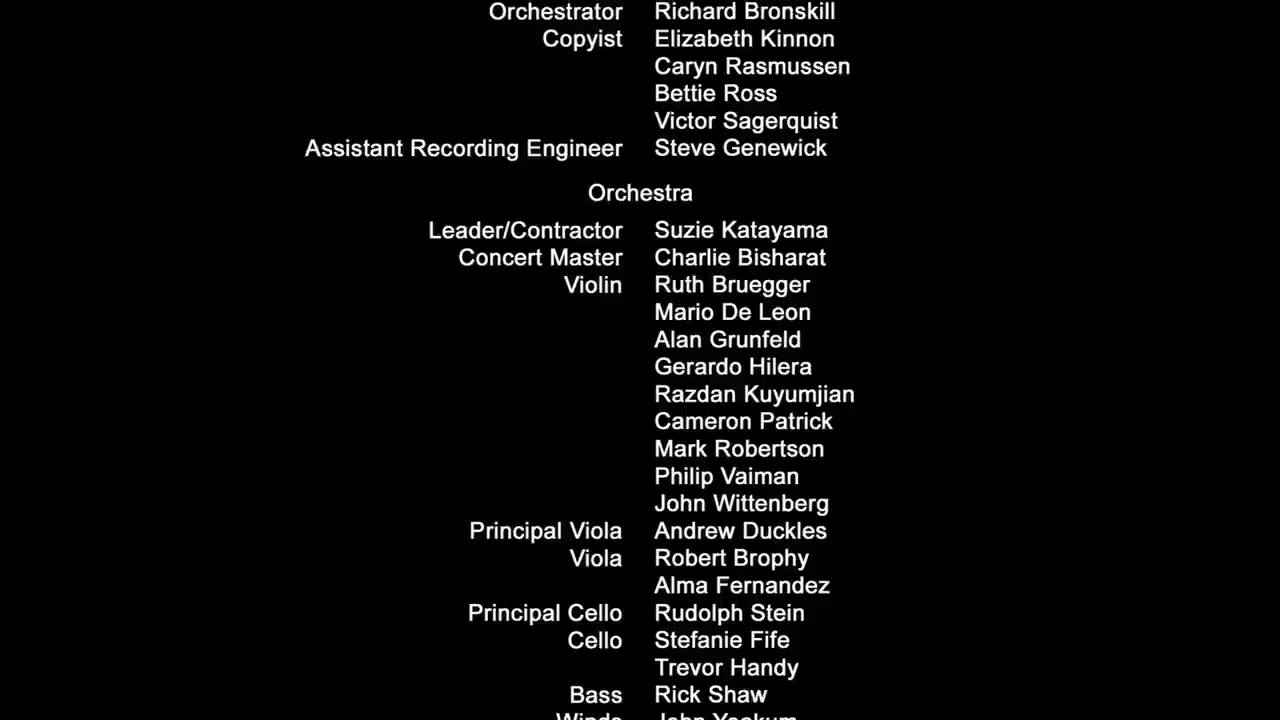 Orchestrator Richard Bronskill
Copyist Elizabeth Kinnon
Caryn Rasmussen
Bettie Ross
Victor Sagerquist
Assistant Recording Engineer Steve Genewick
Orchestra
Leader/Contractor Suzie Katayama
Concert Master Charlie Bisharat
Violin Ruth Bruegger
Mario De Leon
Alan Grunfeld
Gerardo Hilera
Razdan Kuyumjian
Cameron Patrick
Mark Robertson
Philip Vaiman
John Wittenberg
Principal Viola Andrew Duckles
Viola Robert Brophy
Alma Fernandez
Principal Cello Rudolph Stein
Cello Stefanie Fife
Trevor Handy
Bass Rick Shaw
Winds John Yoakum